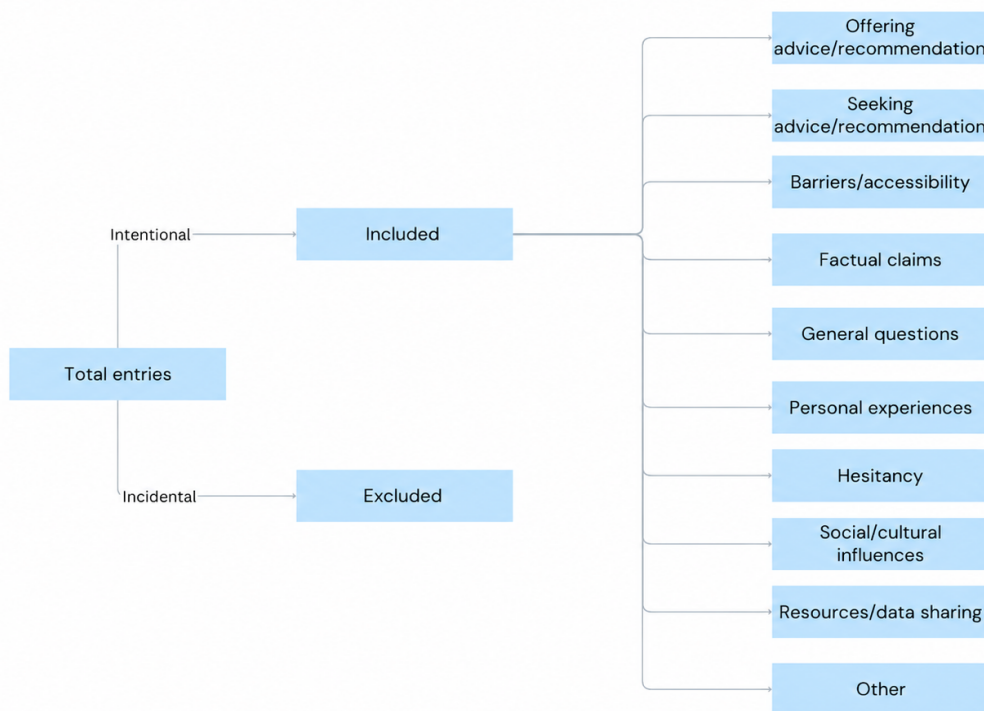 Offering
advice/recommendation
Seeking
advice/recommendation
Barriers/accessibility
Intentional
Included
Factual claims
General questions
Total entries
Personal experiences
Hesitancy
Incidental
Excluded
Social/cultural
influences
Resources/data sharing
Other